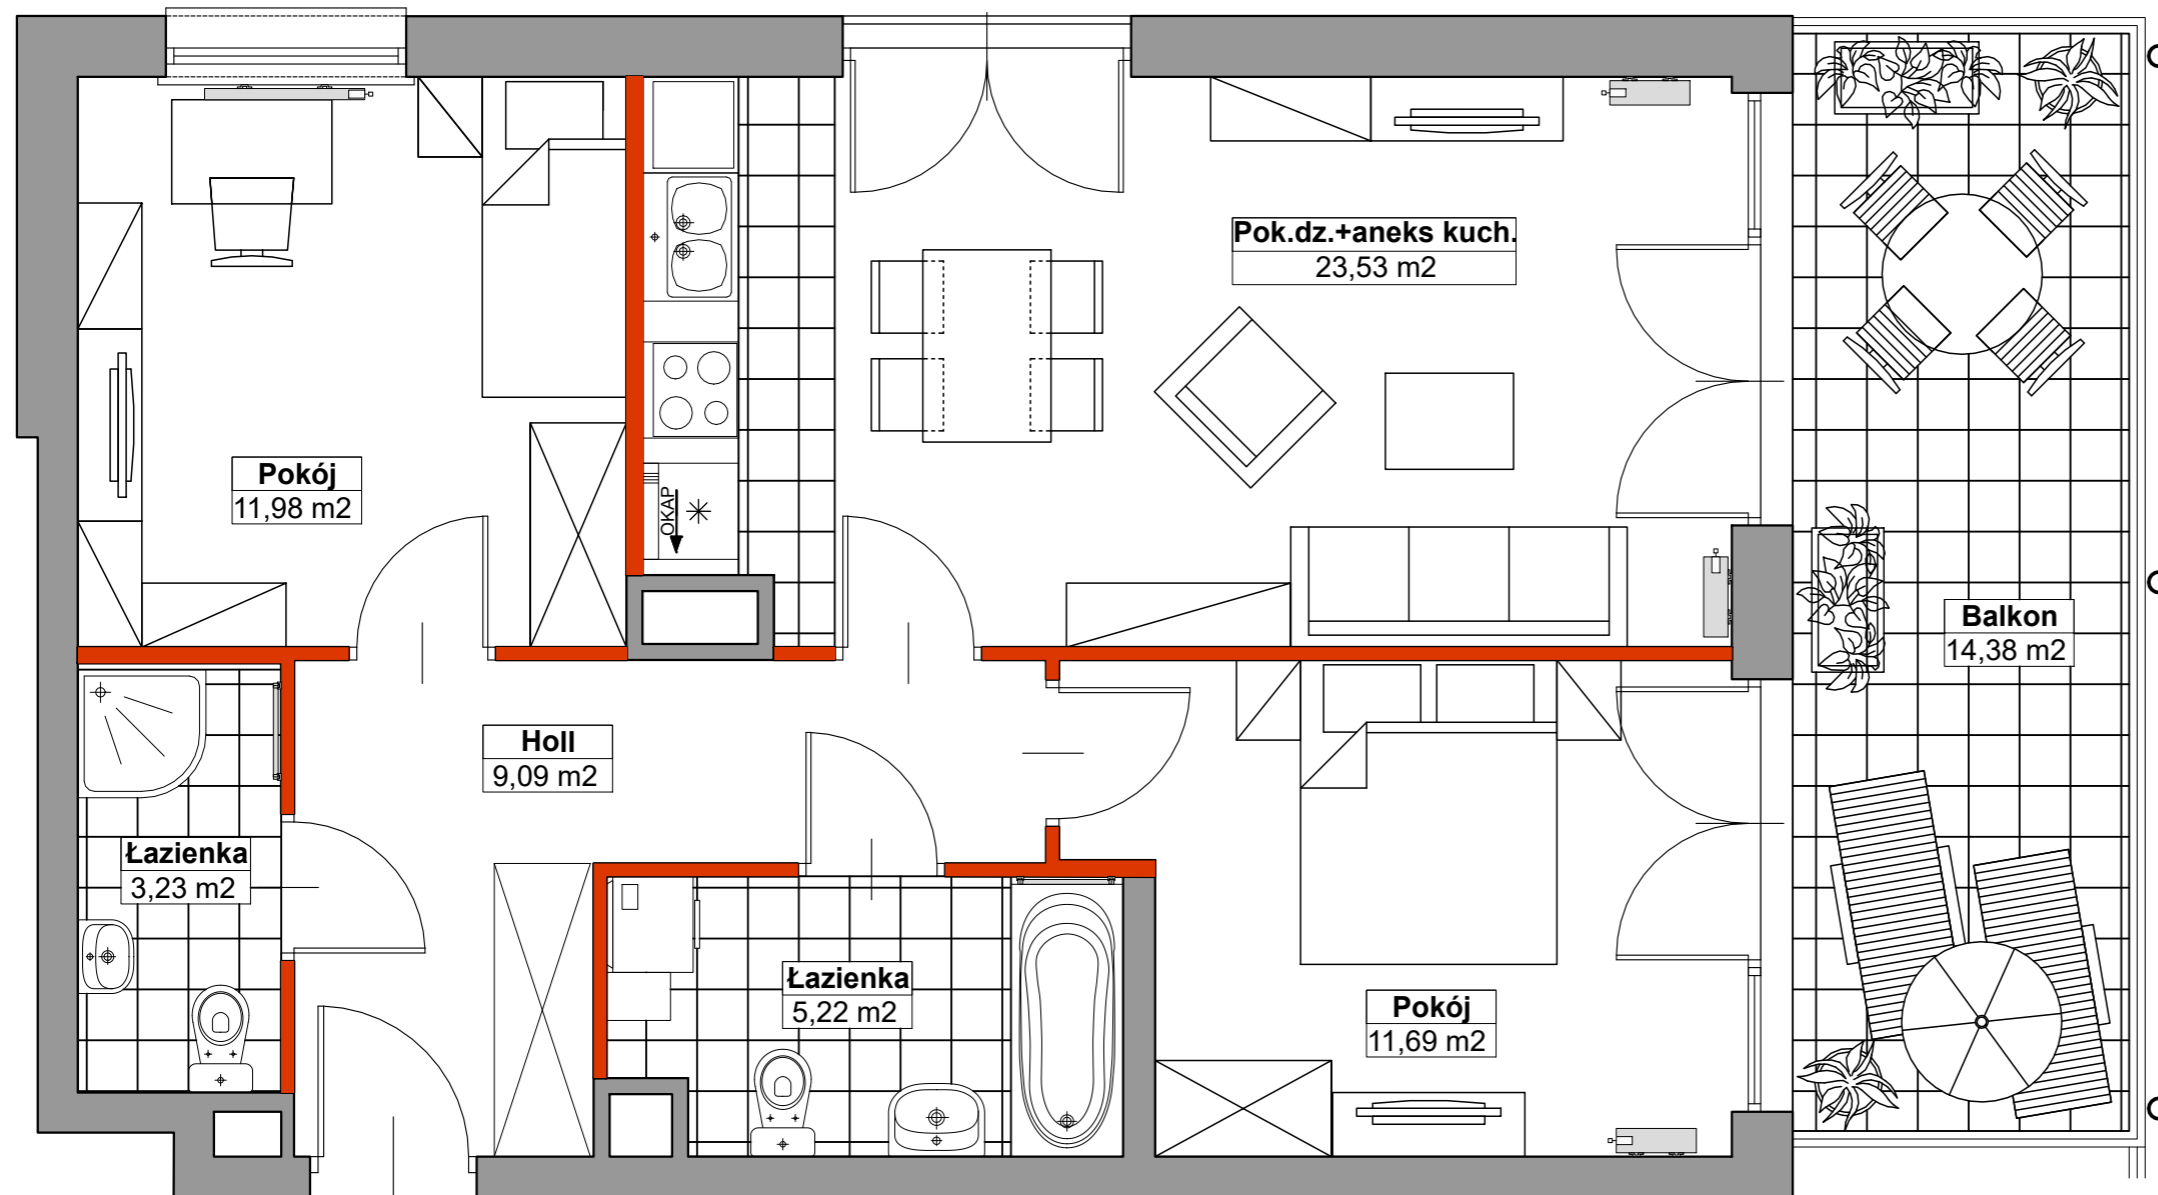 Pok.dz.+aneks kuch.
23,53 m2
Pokój
11,98 m2
OKAP
Balkon
14,38 m2
Holl
9,09 m2
Łazienka
3,23 m2
Łazienka
5,22 m2
Pokój
11,69 m2